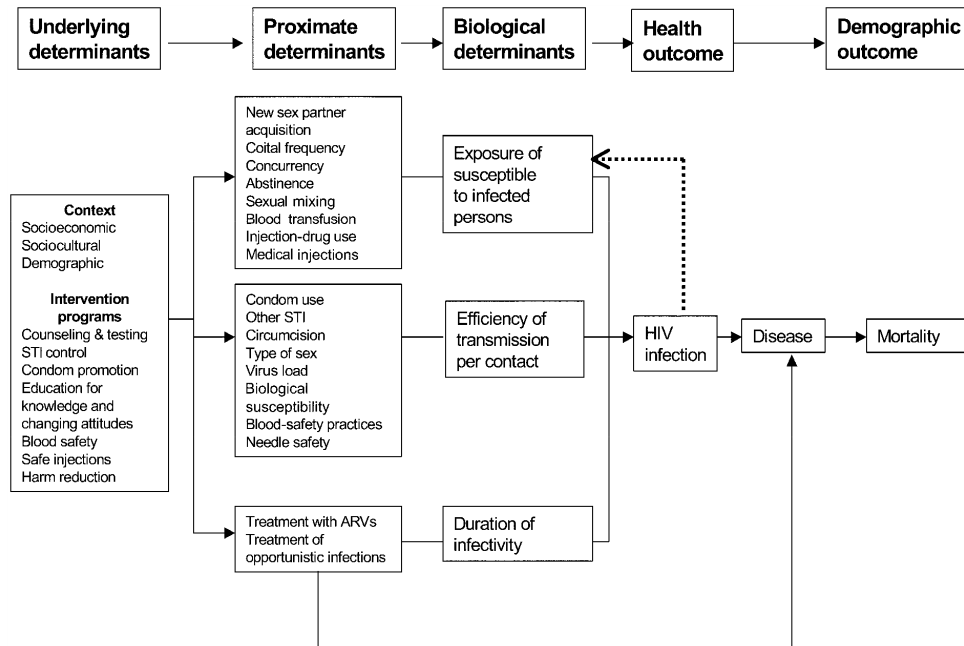 Underlying
determinants
Proximate
determinants
Biological
determinants
Health
outcome
Demographic
outcome
Context
Socioeconomic
Sociocultural
Demographic
Intervention
programs
Counseling & testing
STI control
Condom promotion
Education for
knowledge and
changing attitudes
Blood safety
Safe injections
Harm reduction
New sex partner
acquisition
Coital frequency
Concurrency
Abstinence
Sexual mixing
Blood transfusion
Injection-drug use
Medical injections
Condom use
Other STI
Circumcision
Type of sex
Virus load
Biological
susceptibility
Blood-safety practices
Needle safety
Treatment with ARVs
Treatment of
opportunistic infections
Exposure of
susceptible
to infected
persons
Efficiency of
transmission
per contact
Duration of
infectivity
HIV
infection
Disease
Mortality